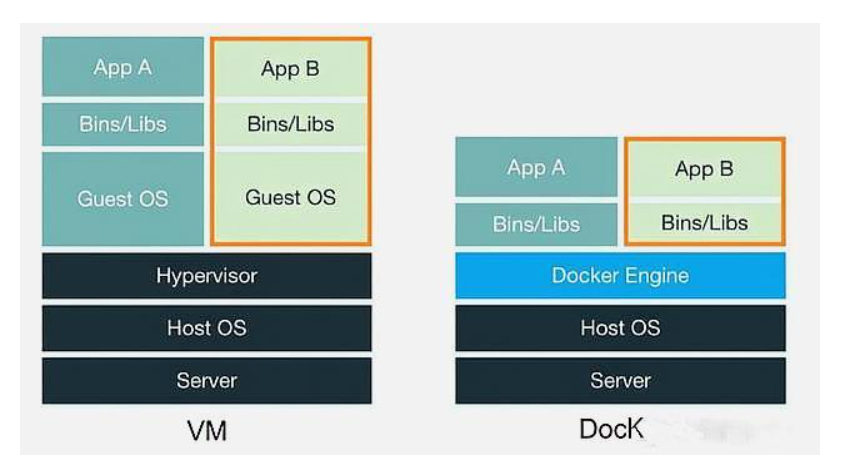 App A
App B
Bins/Libs
Bins/Libs
Guest OS
Guest OS
Hypervisor
Host OS
Server
VM
App A
App B
Bins/Libs
Bins/Libs
Docker Engine
Host OS
Server
DocK